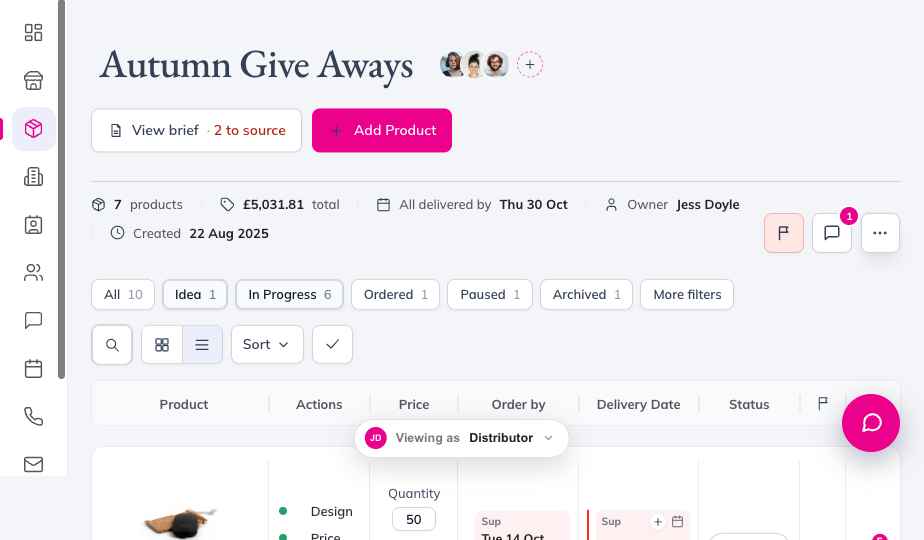 Autumn Give Aways
View brief · 2 to source
Add Product
7 products
£5,031.81 total
All delivered by Thu 30 Oct
Owner Jess Doyle
Created 22 Aug 2025
1
All 10
Idea 1
In Progress 6
Ordered 1
Paused 1
Archived 1
More filters
Sort
Product Actions Price Order by Delivery Date Status
JD Viewing as Distributor
Quantity
50
Design
Price
Sup
Tue 14 Oct
Sup